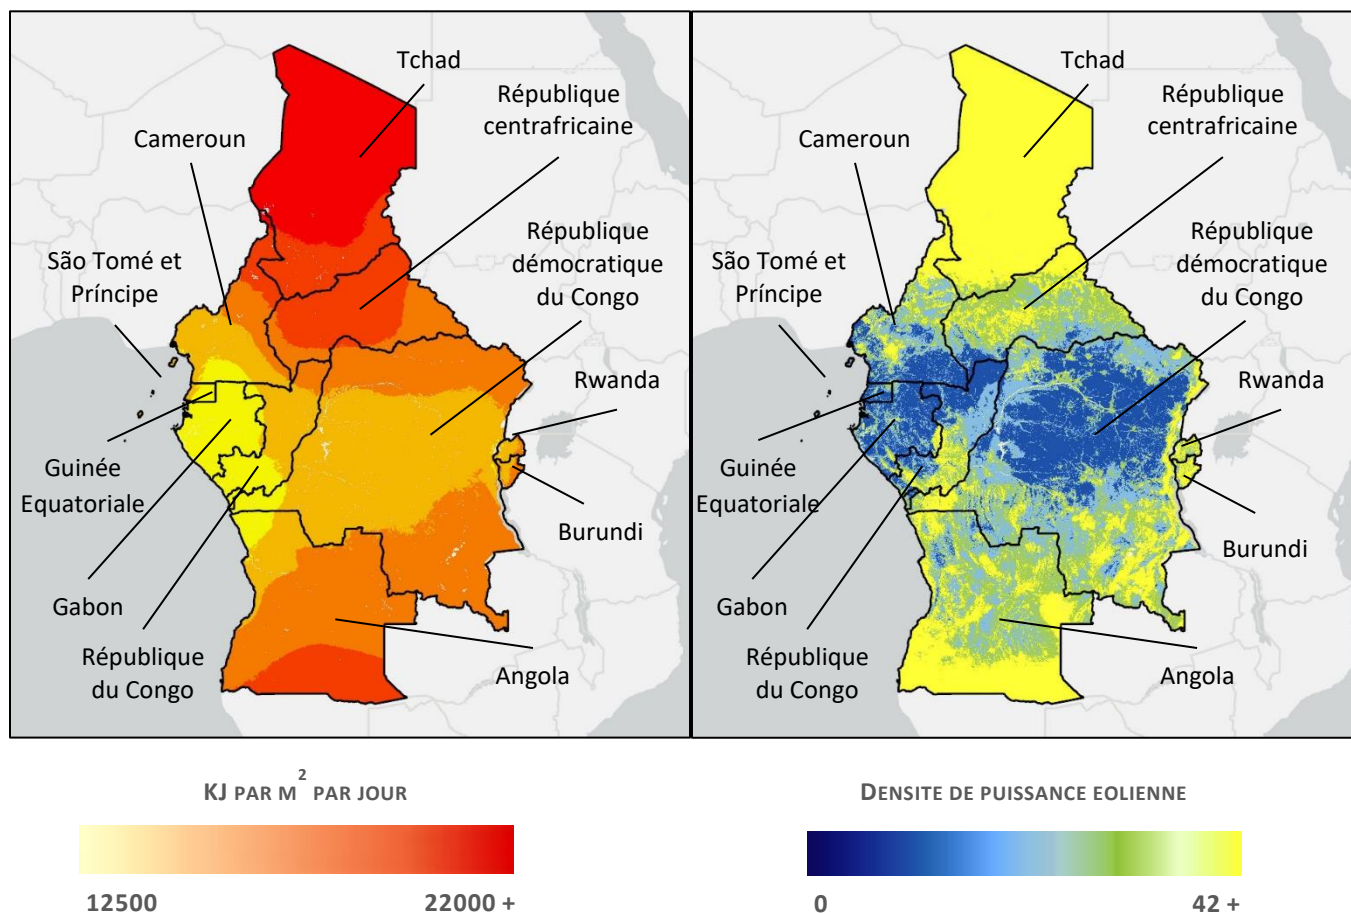 Tchad
République
centrafricaine
Cameroun
République
démocratique
du Congo
São Tomé et
Príncipe
Rwanda
Guinée
Equatoriale
Burundi
Gabon
République
du Congo
Angola
Tchad
République
centrafricaine
Cameroun
République
démocratique
du Congo
São Tomé et
Príncipe
Rwanda
Guinée
Equatoriale
Burundi
Gabon
République
du Congo
Angola
KJ PAR M² PAR JOUR
12500 22000 +
DENSITE DE PUISSANCE EOLIENNE
0 42 +